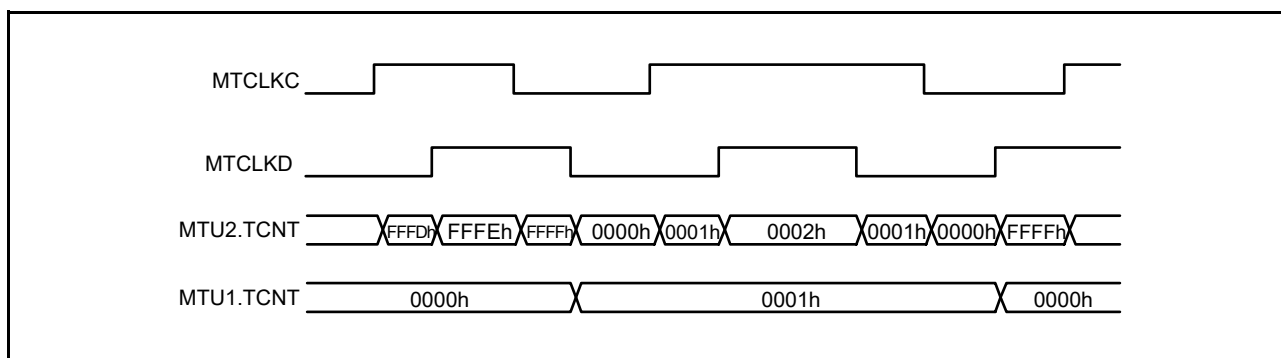 MTCLKC
MTCLKD
MTU2.TCNT FFFDh FFFEh FFFFh 0000h 0001h 0002h 0001h 0000h FFFFh
MTU1.TCNT 0000h 0001h 0000h